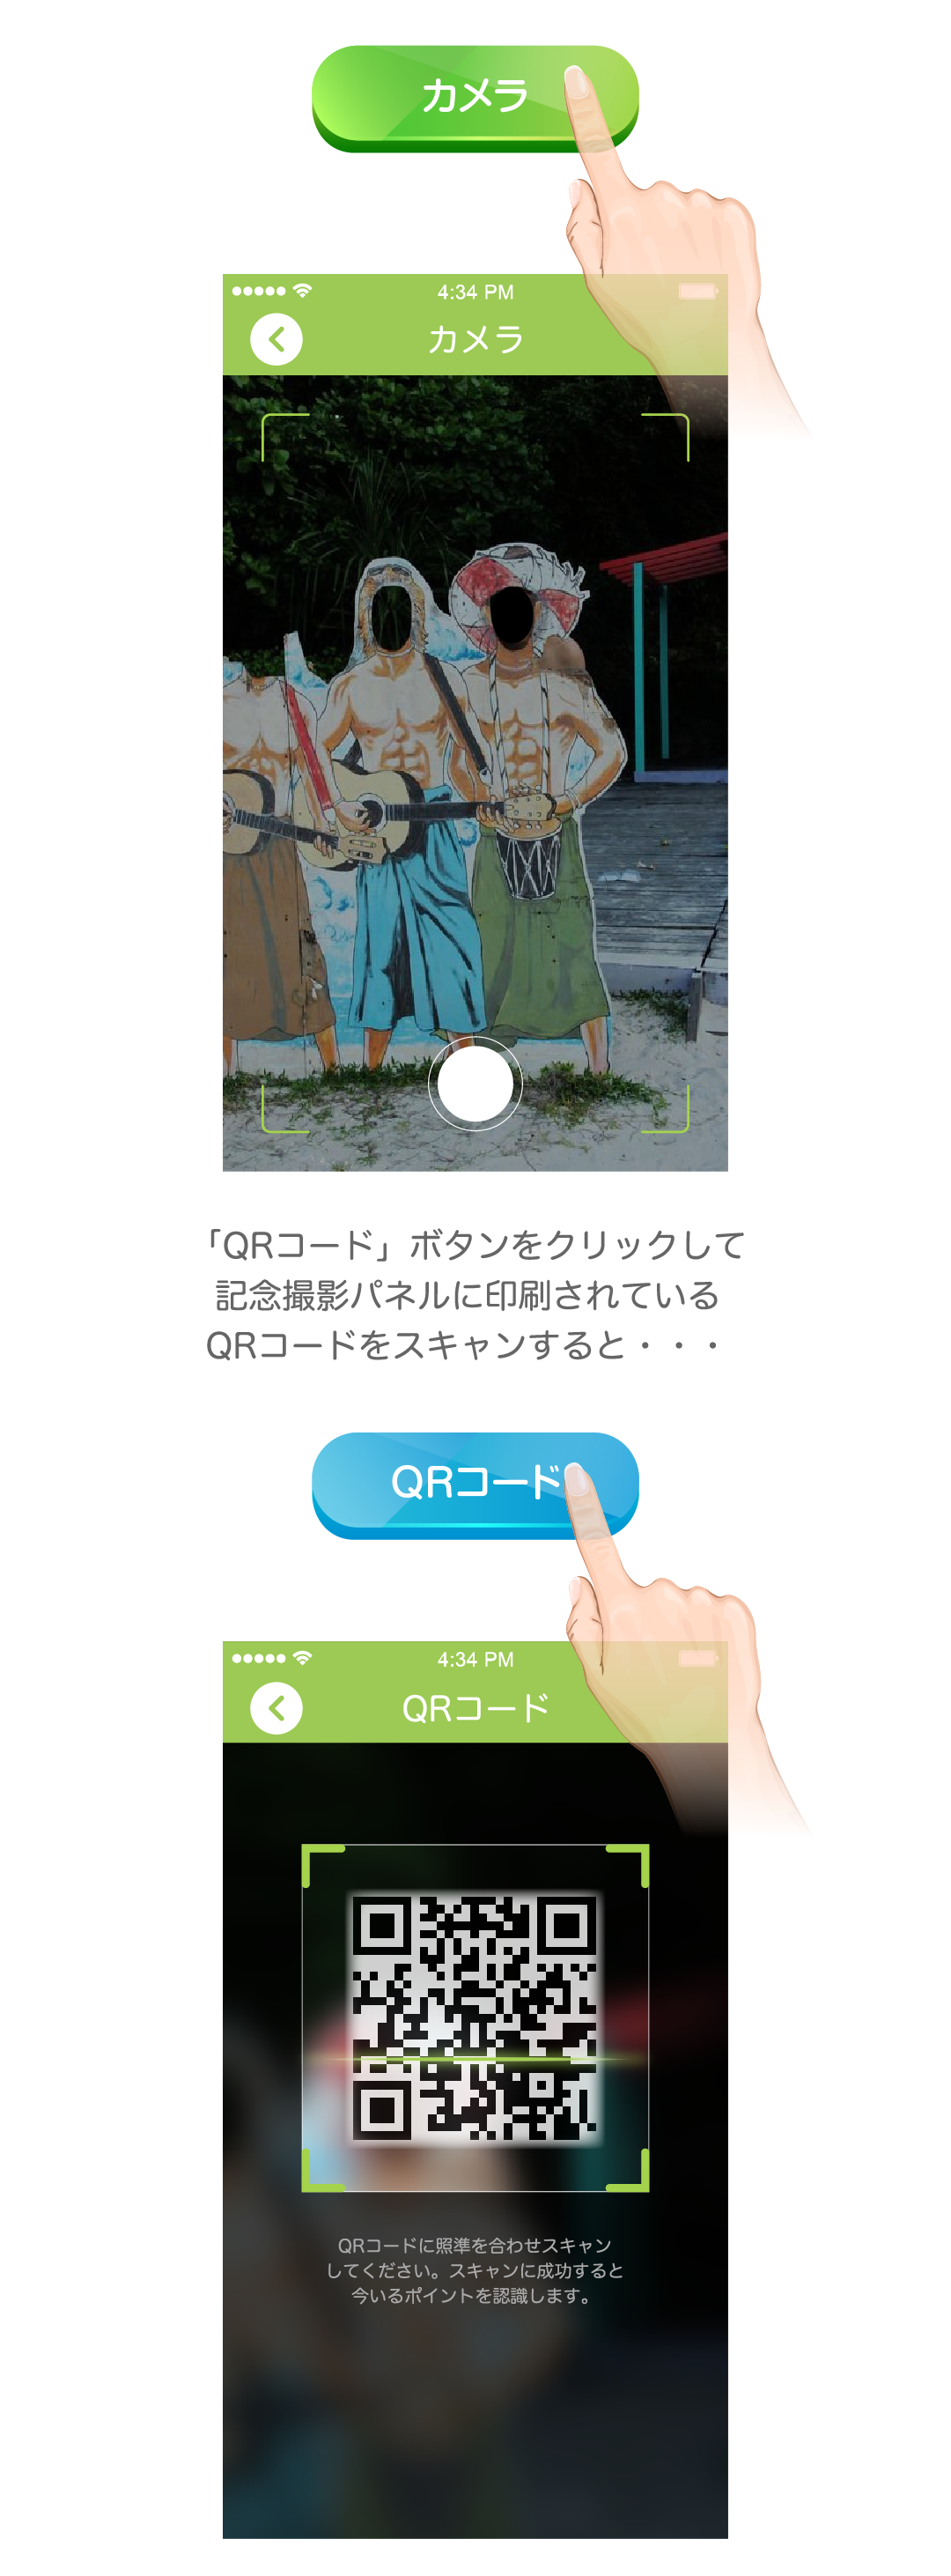 カメラ
4:34 PM
カメラ
「QRコード」ボタンをクリックして
記念撮影パネルに印刷されている
QRコードをスキャンすると・・・
QRコード
4:34 PM
QRコード
QRコードに照準を合わせスキャン
してください。スキャンに成功すると
今いるポイントを認識します。